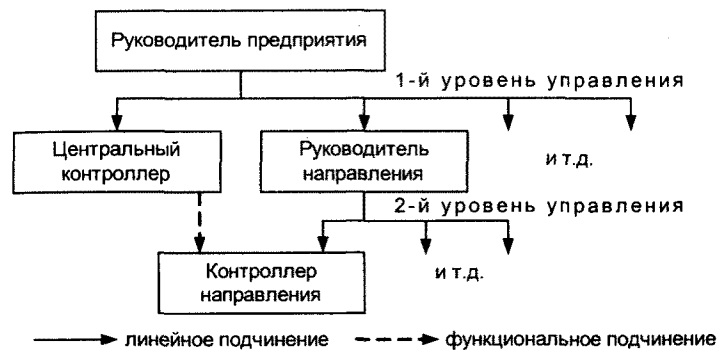 Руководитель предприятия
1-й уровень управления
Центральный
контроллер
Руководитель
направления
и т.д.
2-й уровень управления
Контроллер
направления
и т.д.
линейное подчинение
функциональное подчинение